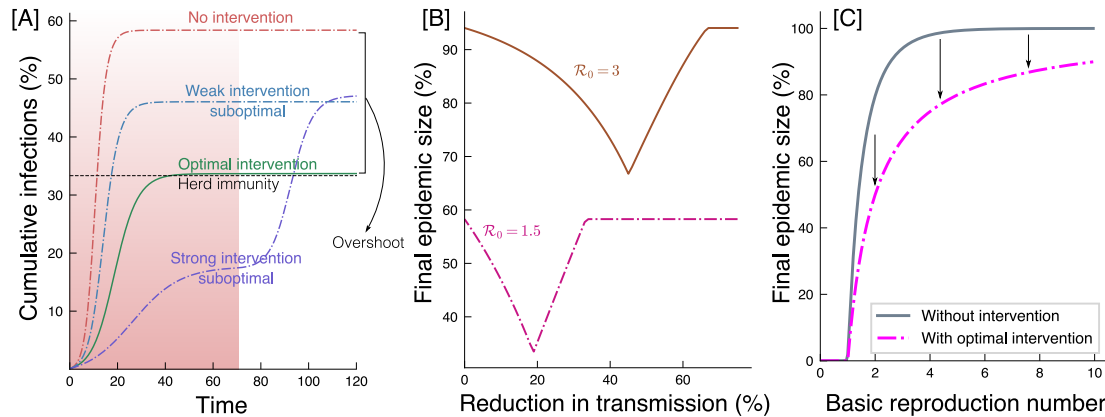 [A]
Cumulative infections (%)
60
50
40
30
20
10
No intervention
Weak intervention
suboptimal
Optimal intervention
Herd immunity
Strong intervention
suboptimal
Overshoot
0
20
40
60
80
100
120
Time
[B]
Final epidemic size (%)
90
80
70
60
50
40
R₀ = 3
R₀ = 1.5
0
20
40
60
Reduction in transmission (%)
[C]
Final epidemic size (%)
100
80
60
40
20
0
Without intervention
With optimal intervention
0
2
4
6
8
10
Basic reproduction number